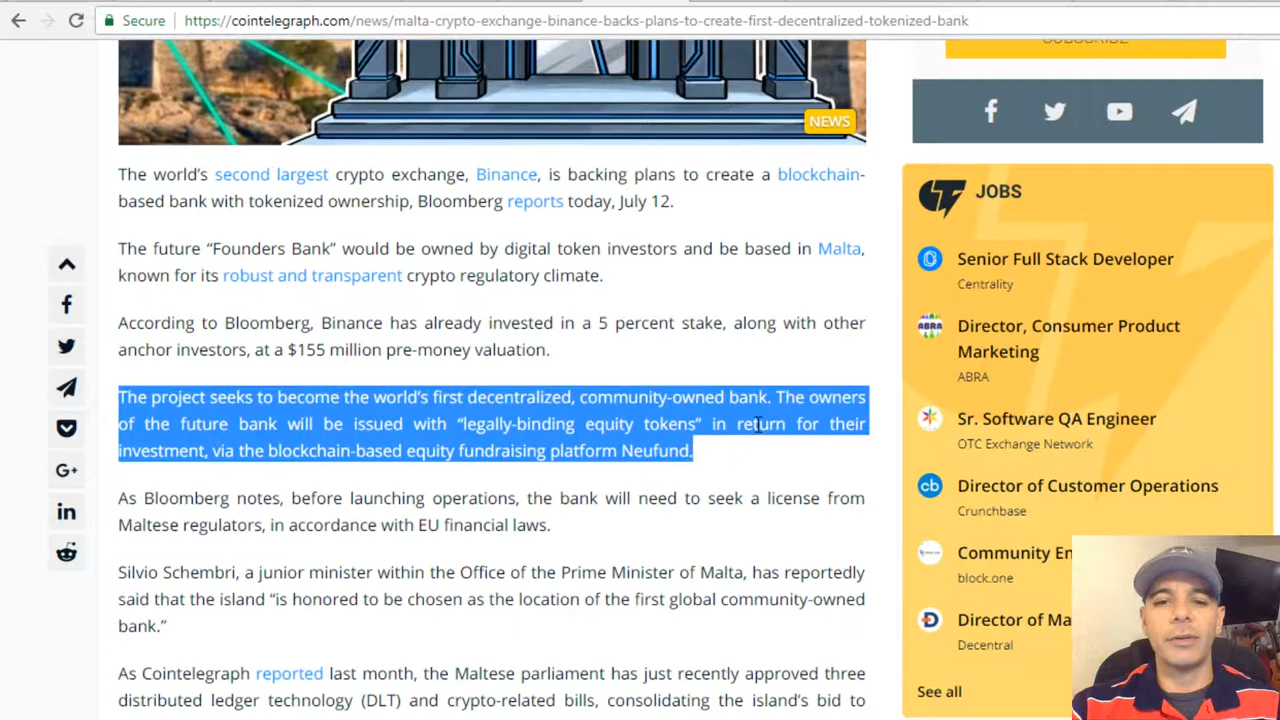 Secure
https://cointelegraph.com/news/malta-crypto-exchange-binance-backs-plans-to-create-first-decentralized-tokenized-bank
SUBSCRIBE
NEWS
The world's second largest crypto exchange, Binance, is backing plans to create a blockchain-
based bank with tokenized ownership, Bloomberg reports today, July 12.
The future “Founders Bank” would be owned by digital token investors and be based in Malta,
known for its robust and transparent crypto regulatory climate.
According to Bloomberg, Binance has already invested in a 5 percent stake, along with other
anchor investors, at a $155 million pre-money valuation.
The project seeks to become the world's first decentralized, community-owned bank. The owners
of the future bank will be issued with “legally-binding equity tokens” in return for their
investment, via the blockchain-based equity fundraising platform Neufund.
As Bloomberg notes, before launching operations, the bank will need to seek a license from
Maltese regulators, in accordance with EU financial laws.
Silvio Schembri, a junior minister within the Office of the Prime Minister of Malta, has reportedly
said that the island “is honored to be chosen as the location of the first global community-owned
bank.”
As Cointelegraph reported last month, the Maltese parliament has just recently approved three
distributed ledger technology (DLT) and crypto-related bills, consolidating the island's bid to
JOBS
Senior Full Stack Developer
Centrality
ABRA
Director, Consumer Product
Marketing
ABRA
Sr. Software QA Engineer
OTC Exchange Network
cb
Director of Customer Operations
Crunchbase
Community En
block.one
Director of Ma
Decentral
See all